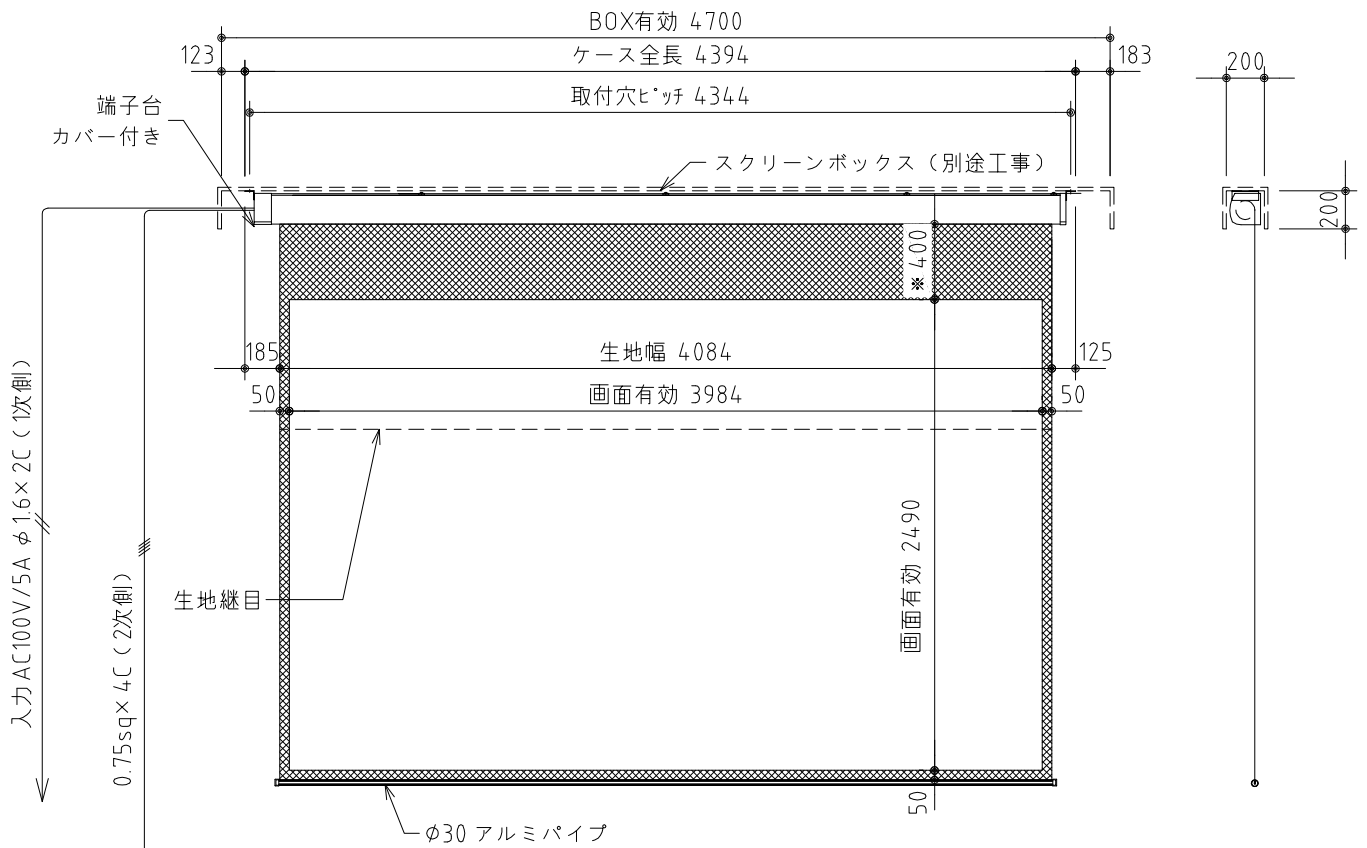 BOX有効 4700
123
ケース全長 4394
183
200
取付穴ﾋﾟｯﾁ 4344
端子台
カバー付き
スクリーンボックス（別途工事）
200
※ 400
185
生地幅 4084
125
50
画面有効 3984
50
入力AC100V/5A φ1.6×2C（1次側）
0.75sq×4C（2次側）
生地継目
画面有効 2490
50
φ30 アルミパイプ